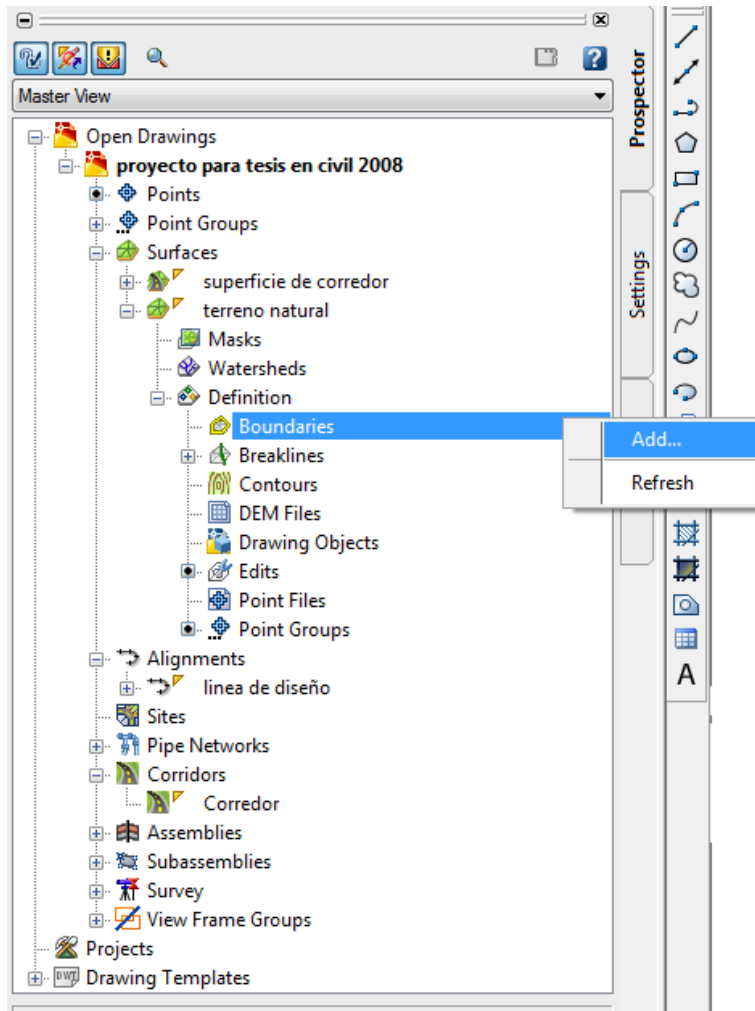 Master View
Open Drawings
proyecto para tesis en civil 2008
Points
Point Groups
Surfaces
superficie de corredor
terreno natural
Masks
Watersheds
Definition
Boundaries
Breaklines
Contours
DEM Files
Drawing Objects
Edits
Point Files
Point Groups
Alignments
linea de diseño
Sites
Pipe Networks
Corridors
Corredor
Assemblies
Subassemblies
Survey
View Frame Groups
Projects
DWT Drawing Templates
Prospector
Settings
Add...
Refresh
A